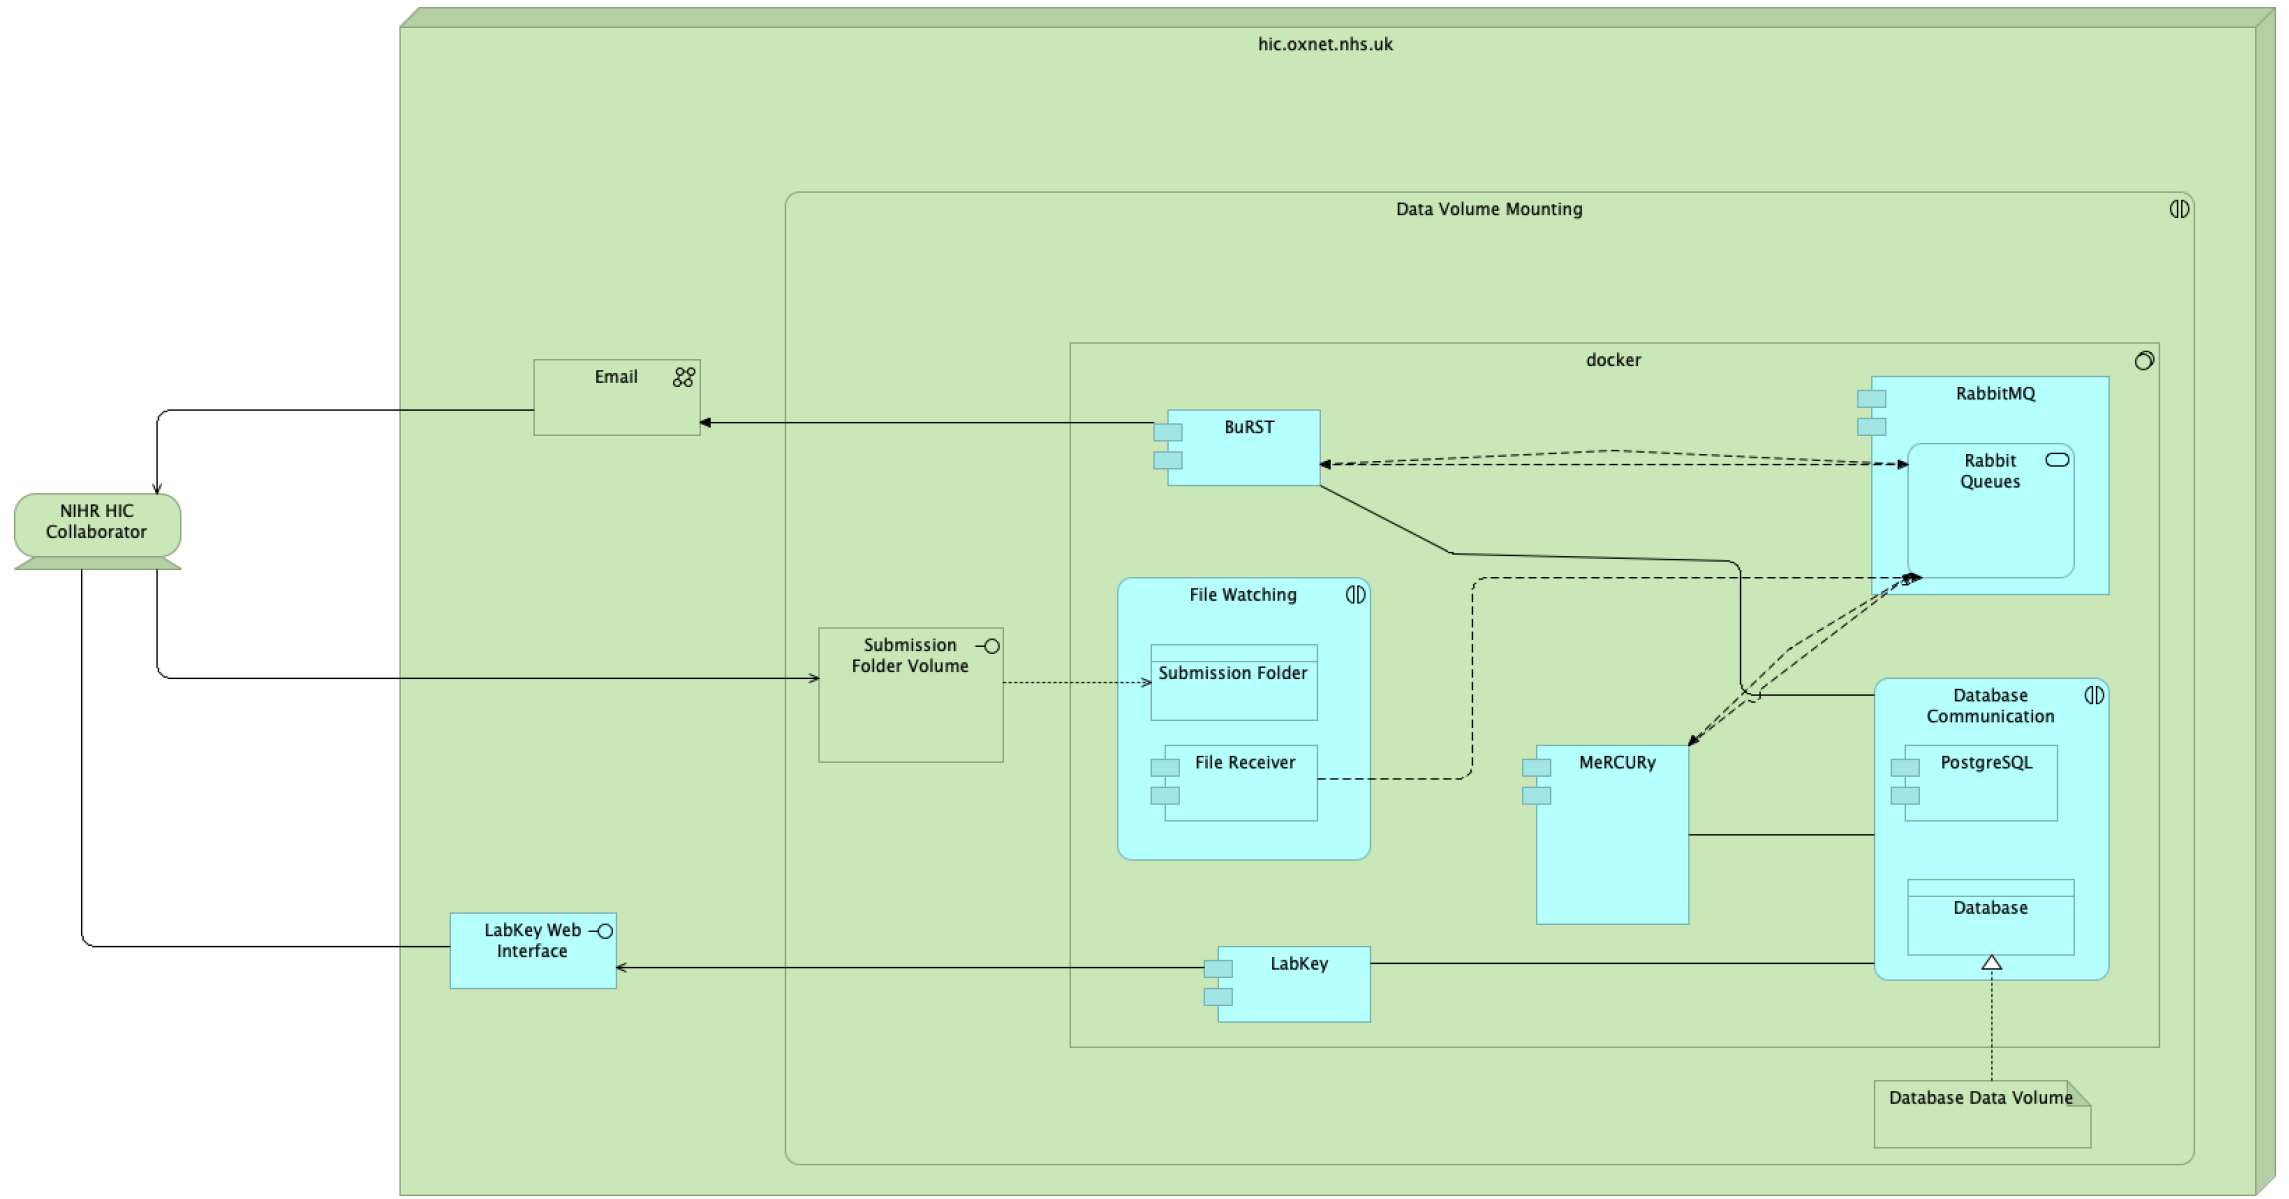 hic.oxnet.nhs.uk
Data Volume Mounting
docker
Email
RabbitMQ
BuRST
Rabbit
Queues
NIHR HIC
Collaborator
File Watching
Submission
Folder Volume
Submission Folder
Database
Communication
File Receiver
MeRCURy
PostgreSQL
Database
LabKey Web
Interface
LabKey
Database Data Volume